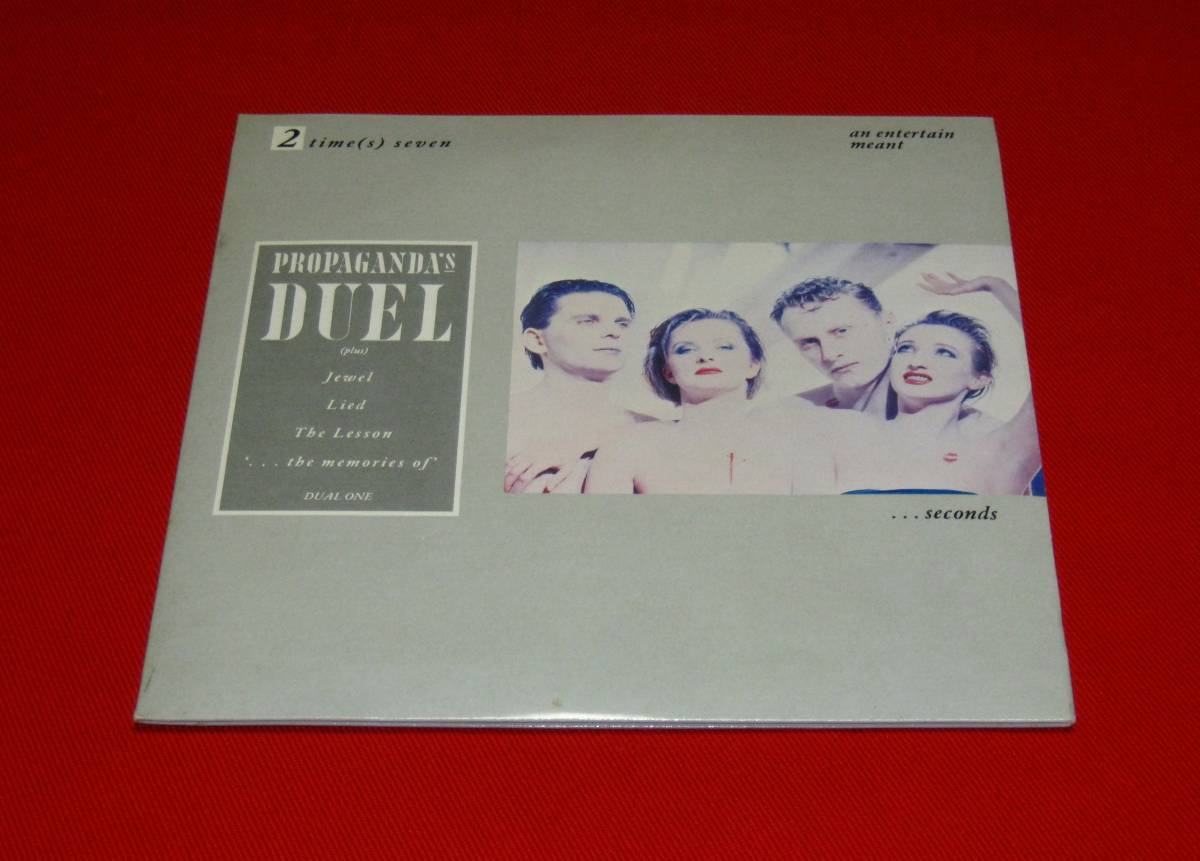 2 time(s) seven
an entertain
meant
PROPAGANDA'S
DUEL
(plus)
Jewel
Lied
The Lesson
'. . . the memories of'
DUAL ONE
. . . seconds